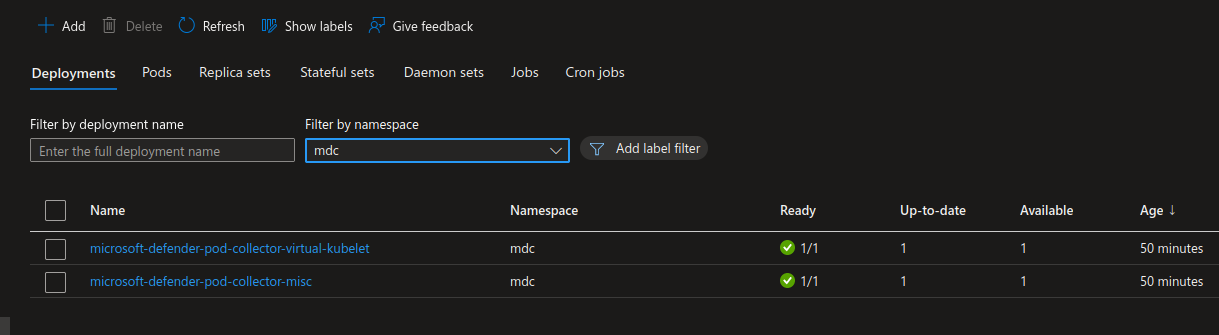 Add Delete Refresh Show labels Give feedback
Deployments Pods Replica sets Stateful sets Daemon sets Jobs Cron jobs
Filter by deployment name Filter by namespace
Enter the full deployment name mdc Add label filter
Name Namespace Ready Up-to-date Available Age ↓
microsoft-defender-pod-collector-virtual-kubelet mdc 1/1 1 1 50 minutes
microsoft-defender-pod-collector-misc mdc 1/1 1 1 50 minutes